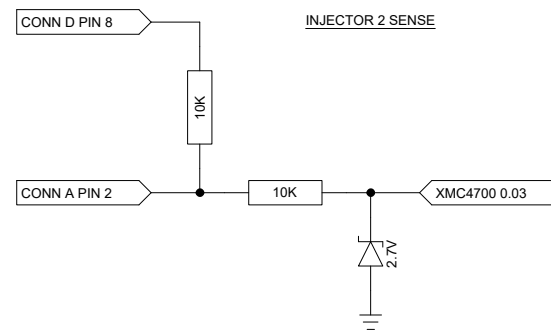 CONN D PIN 8
INJECTOR 2 SENSE
10K
CONN A PIN 2
10K
XMC4700 0.03
2.7V